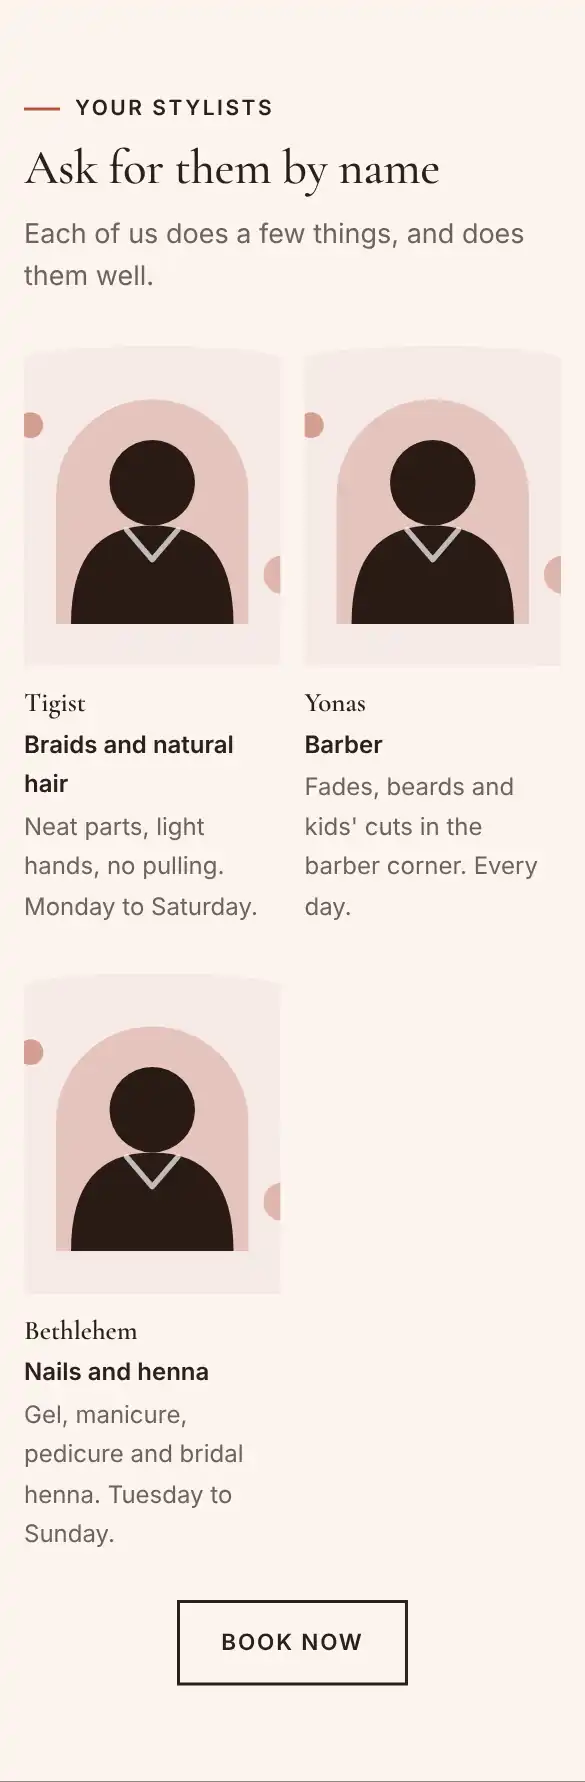 YOUR STYLISTS
Ask for them by name
Each of us does a few things, and does
them well.
Tigist
Braids and natural
hair
Neat parts, light
hands, no pulling.
Monday to Saturday.
Yonas
Barber
Fades, beards and
kids' cuts in the
barber corner. Every
day.
Bethlehem
Nails and henna
Gel, manicure,
pedicure and bridal
henna. Tuesday to
Sunday.
BOOK NOW